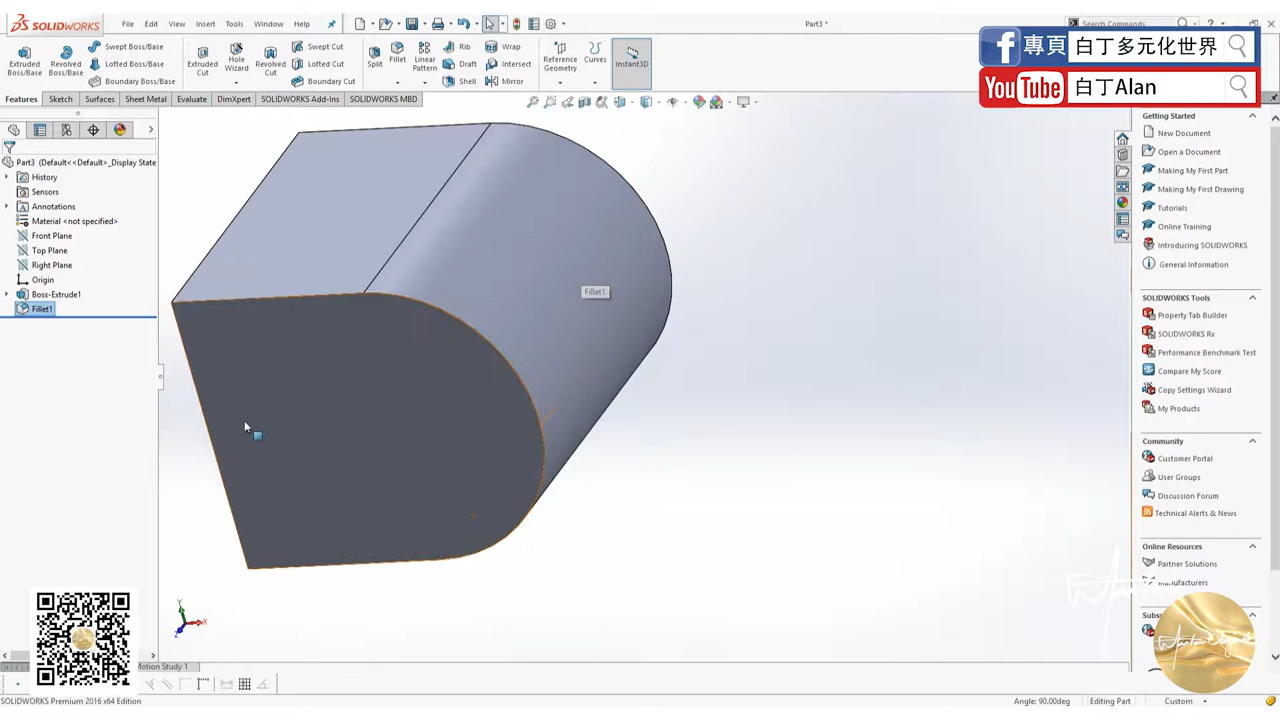 SOLIDWORKS
File Edit View Insert Tools Window Help
Part3 *
Search Commands
Extruded Boss/Base
Revolved Boss/Base
Swept Boss/Base
Lofted Boss/Base
Boundary Boss/Base
Extruded Cut
Hole Wizard
Revolved Cut
Swept Cut
Lofted Cut
Boundary Cut
Split
Fillet
Linear Pattern
Rib
Draft
Shell
Wrap
Intersect
Mirror
Reference Geometry
Curves
Instant3D
專頁 白丁多元化世界
YouTube 白丁Alan
Features Sketch Surfaces Sheet Metal Evaluate DimXpert SOLIDWORKS Add-Ins SOLIDWORKS MBD
Part3 (Default<<Default>_Display State
History
Sensors
Annotations
Material <not specified>
Front Plane
Top Plane
Right Plane
Origin
Boss-Extrude1
Fillet1
Fillet1
Y
X
Z
Getting Started
New Document
Open a Document
Making My First Part
Making My First Drawing
Tutorials
Online Training
Introducing SOLIDWORKS
General Information
SOLIDWORKS Tools
Property Tab Builder
SOLIDWORKS Rx
Performance Benchmark Test
Compare My Score
Copy Settings Wizard
My Products
Community
Customer Portal
User Groups
Discussion Forum
Technical Alerts & News
Online Resources
Partner Solutions
Manufacturers
Subsc
Motion Study 1
SOLIDWORKS Premium 2016 x64 Edition
Angle: 90.00deg Editing Part Custom